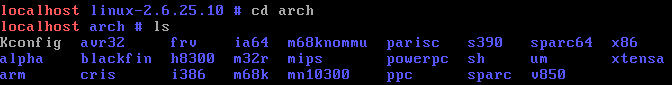 localhost linux-2.6.25.10 # cd arch
localhost arch # ls
Kconfig avr32 frv ia64 m68knommu parisc s390 sparc64 x86
alpha blackfin h8300 m32r mips powerpc sh um xtensa
arm cris i386 m68k mn10300 ppc sparc v850